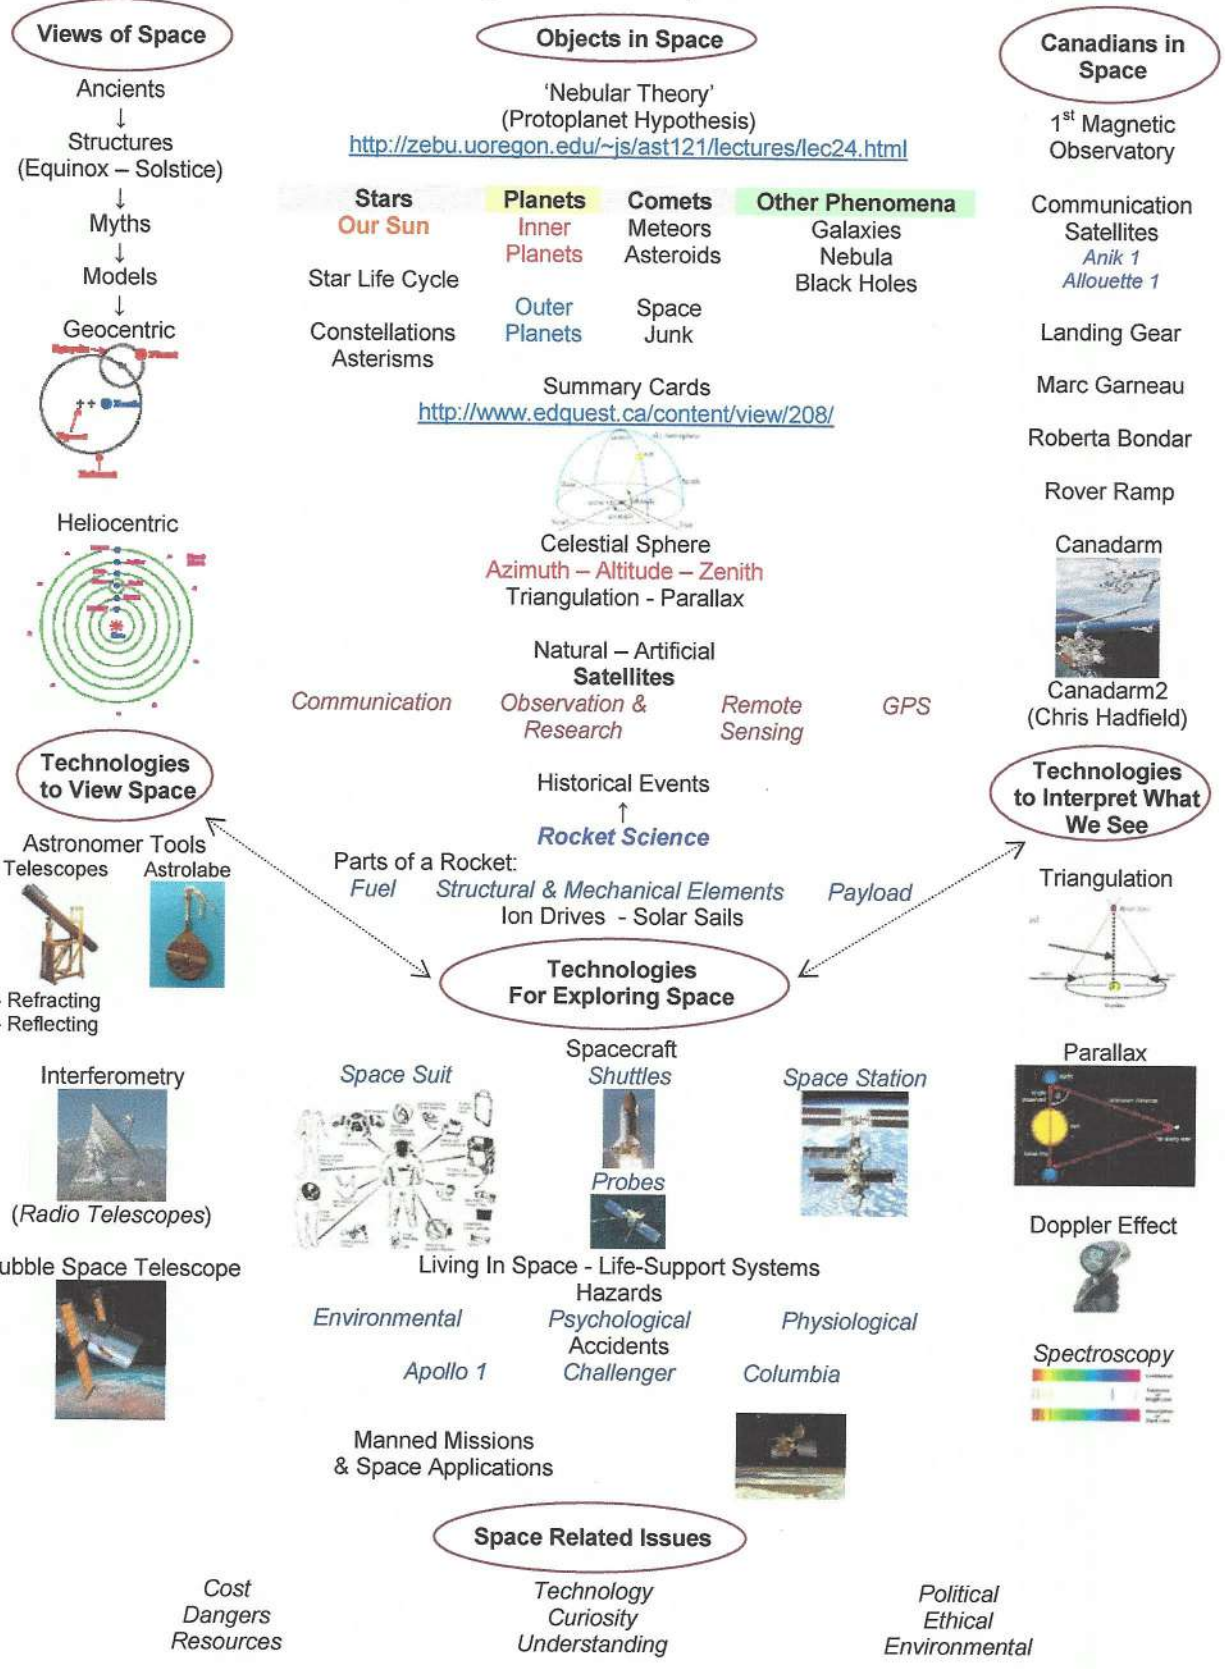 Views of Space
Ancients
↓
Structures
(Equinox – Solstice)
↓
Myths
↓
Models
↓
Geocentric
Heliocentric
Technologies
to View Space
Astronomer Tools
Telescopes Astrolabe
- Refracting
- Reflecting
Interferometry
(Radio Telescopes)
ubble Space Telescope
Objects in Space
'Nebular Theory'
(Protoplanet Hypothesis)
http://zebu.uoregon.edu/~js/ast121/lectures/lec24.html
Stars Planets Comets Other Phenomena
Our Sun Inner Meteors Galaxies
Planets Asteroids Nebula
Star Life Cycle Black Holes
Outer Space
Constellations Planets Junk
Asterisms
Summary Cards
http://www.edquest.ca/content/view/208/
Celestial Sphere
Azimuth – Altitude – Zenith
Triangulation - Parallax
Natural – Artificial
Satellites
Communication Observation & Remote GPS
Research Sensing
Historical Events
↑
Rocket Science
Parts of a Rocket:
Fuel Structural & Mechanical Elements Payload
Ion Drives - Solar Sails
Technologies
For Exploring Space
Spacecraft
Space Suit Shuttles Space Station
Probes
Living In Space - Life-Support Systems
Hazards
Environmental Psychological Physiological
Accidents
Apollo 1 Challenger Columbia
Manned Missions
& Space Applications
Canadians in
Space
1st Magnetic
Observatory
Communication
Satellites
Anik 1
Allouette 1
Landing Gear
Marc Garneau
Roberta Bondar
Rover Ramp
Canadarm
Canadarm2
(Chris Hadfield)
Technologies
to Interpret What
We See
Triangulation
Parallax
Doppler Effect
Spectroscopy
Space Related Issues
Cost Technology Political
Dangers Curiosity Ethical
Resources Understanding Environmental